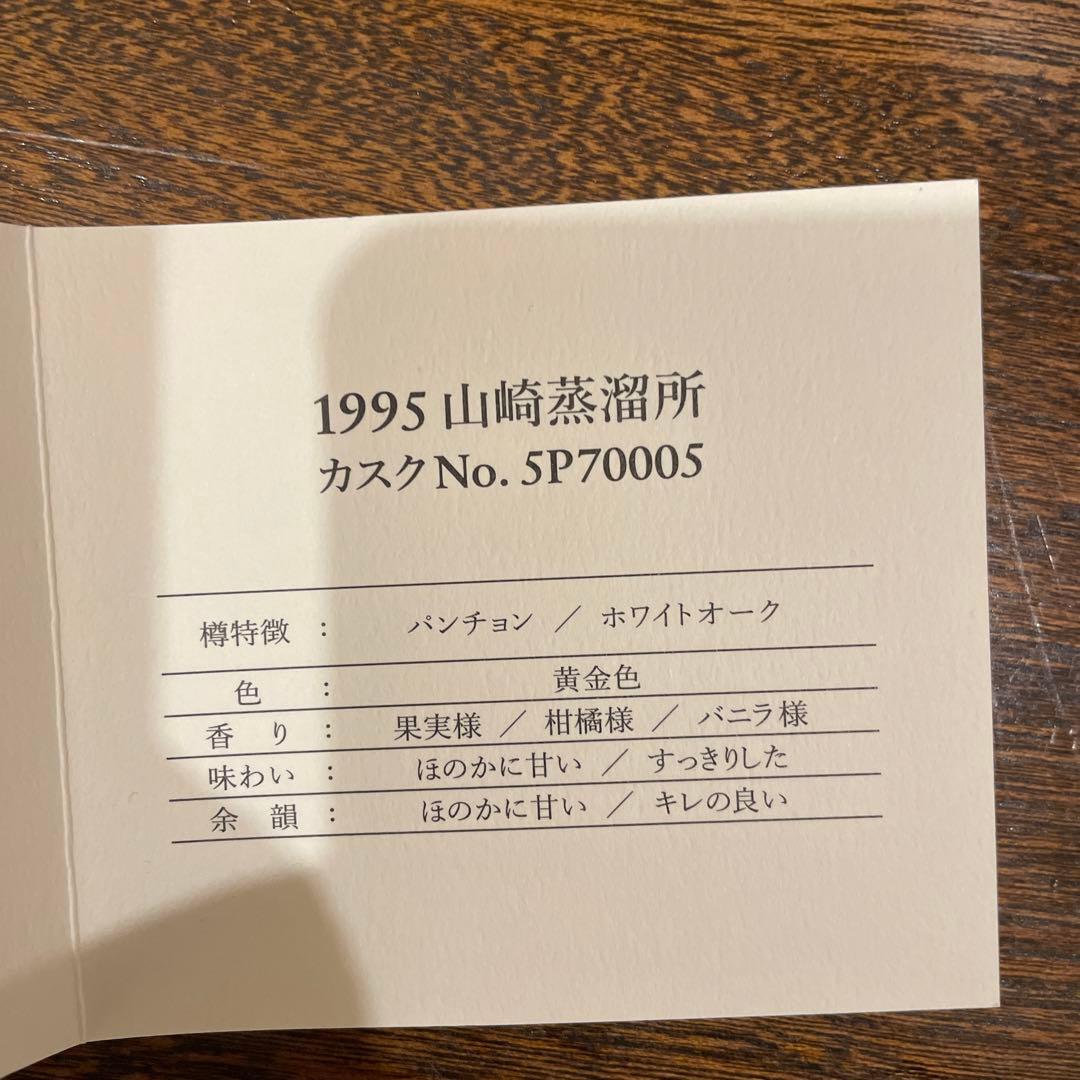 1995 山崎蒸溜所
カスクNo. 5P70005
樽特徴 : パンチョン / ホワイトオーク
色 : 黄金色
香り : 果実様 / 柑橘様 / バニラ様
味わい : ほのかに甘い / すっきりした
余韻 : ほのかに甘い / キレの良い